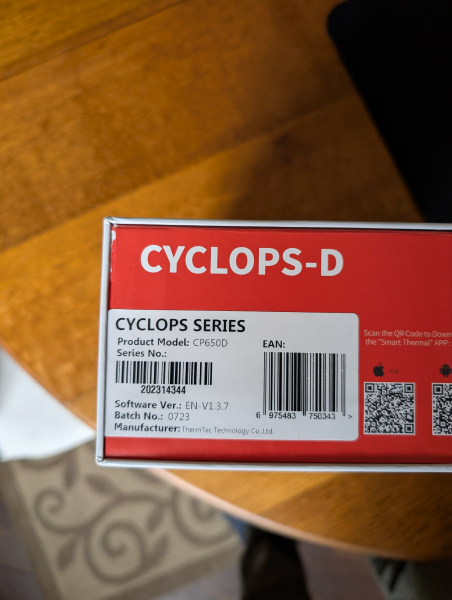 CYCLOPS-D
CYCLOPS SERIES
Product Model: CP650D
Series No.:
202314344
Software Ver.: EN-V1.3.7
Batch No.: 0723
Manufacturer: ThermTec Technology Co., Ltd.
EAN:
6 975483 750343 >
Scan the QR Code to Down
the "Smart Thermal" APP :
iOS